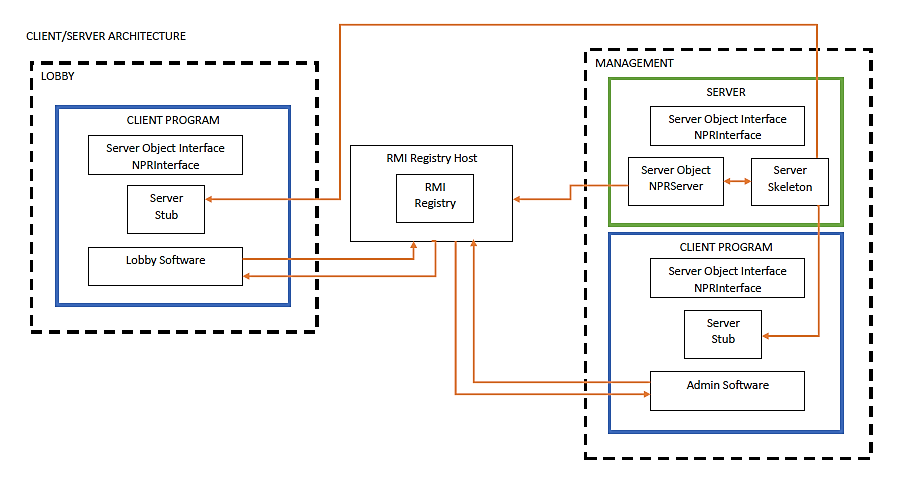 CLIENT/SERVER ARCHITECTURE
LOBBY
CLIENT PROGRAM
Server Object Interface
NPRInterface
Server
Stub
Lobby Software
RMI Registry Host
RMI
Registry
MANAGEMENT
SERVER
Server Object Interface
NPRInterface
Server Object
NPRServer
Server
Skeleton
CLIENT PROGRAM
Server Object Interface
NPRInterface
Server
Stub
Admin Software